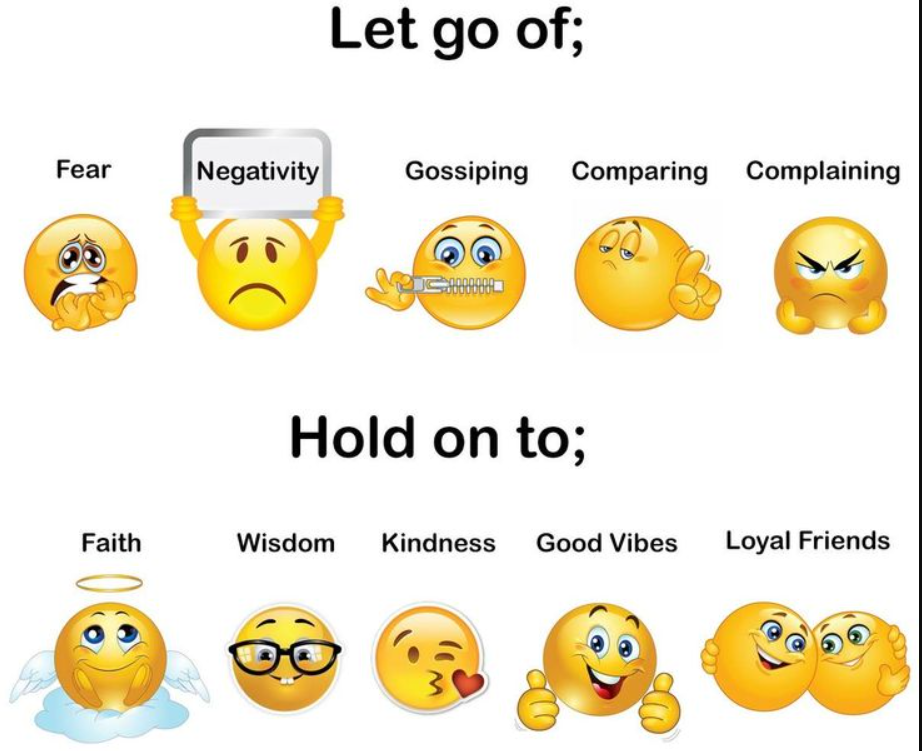 Let go of;
Fear Negativity Gossiping Comparing Complaining
Hold on to;
Faith Wisdom Kindness Good Vibes Loyal Friends